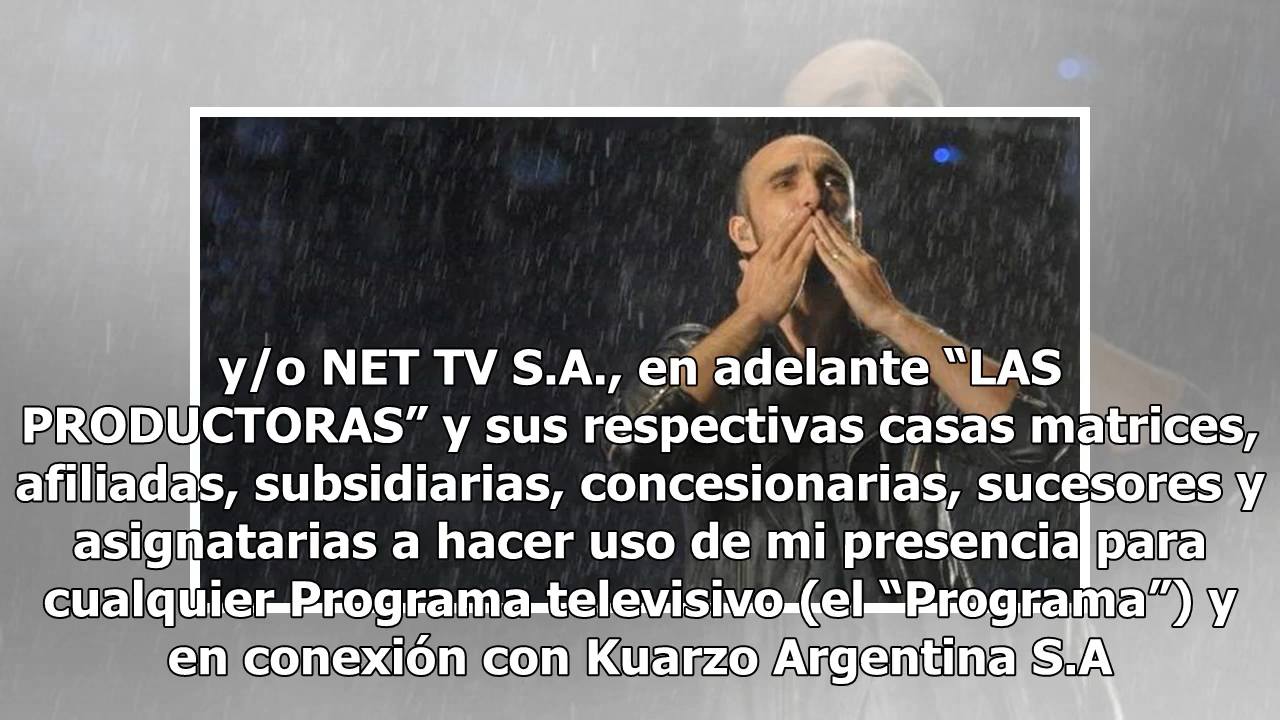 y/o NET TV S.A., en adelante “LAS
PRODUCTORAS” y sus respectivas casas matrices,
afiliadas, subsidiarias, concesionarias, sucesores y
asignatarias a hacer uso de mi presencia para
cualquier Programa televisivo (el “Programa”) y
en conexión con Kuarzo Argentina S.A